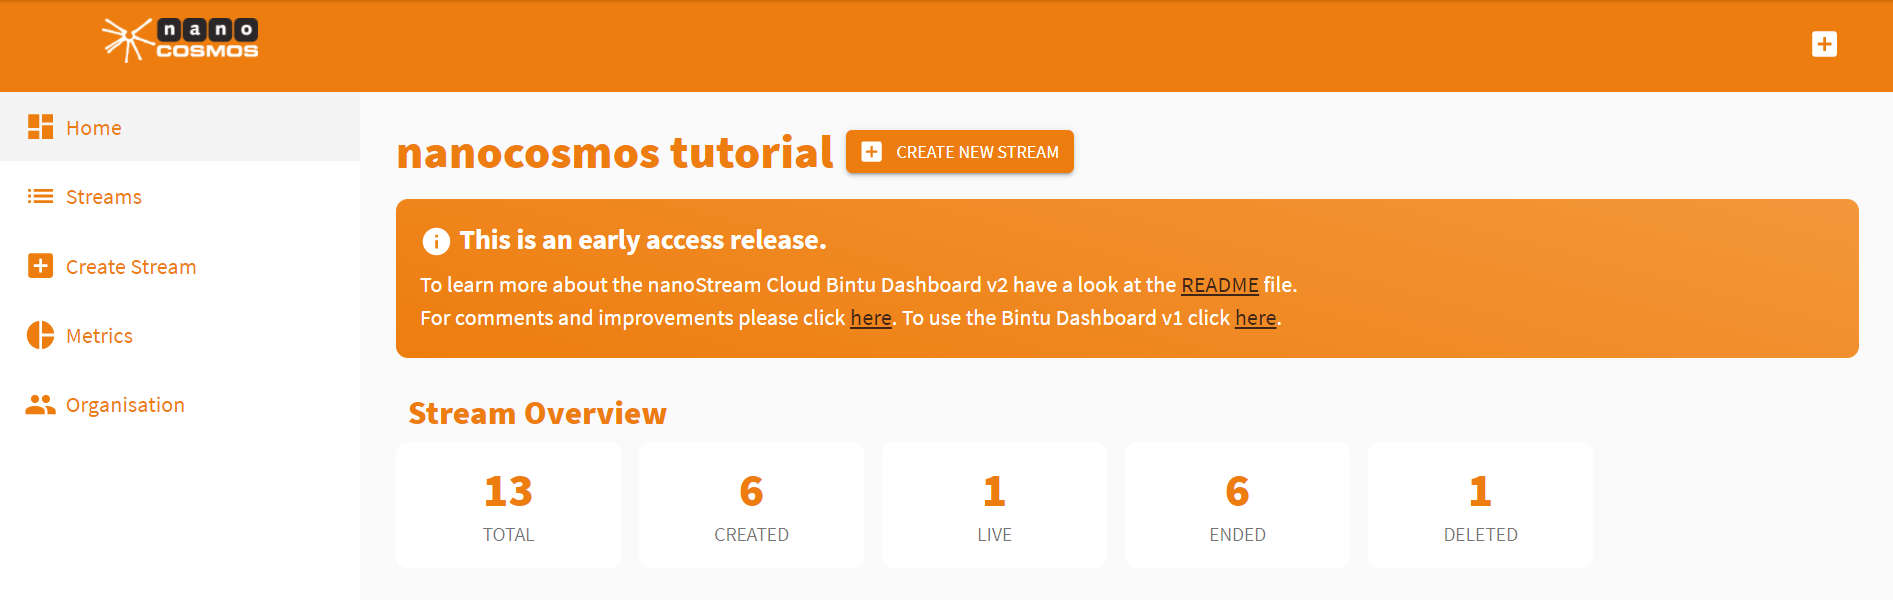 nano
COSMOS
Home
Streams
Create Stream
Metrics
Organisation
nanocosmos tutorial
CREATE NEW STREAM
This is an early access release.
To learn more about the nanoStream Cloud Bintu Dashboard v2 have a look at the README file.
For comments and improvements please click here. To use the Bintu Dashboard v1 click here.
Stream Overview
13
TOTAL
6
CREATED
1
LIVE
6
ENDED
1
DELETED